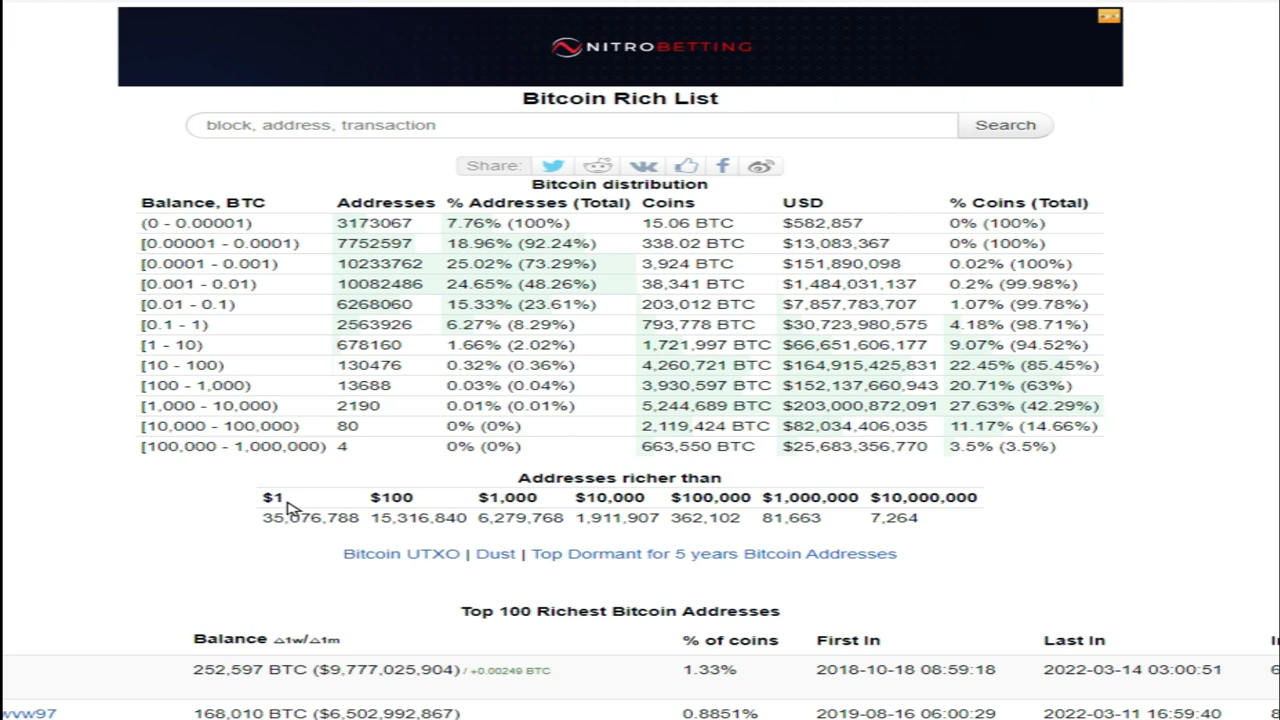 NITROBETTING
Bitcoin Rich List
block, address, transaction Search
Share:
Bitcoin distribution
Balance, BTC Addresses % Addresses (Total) Coins USD % Coins (Total)
(0 - 0.00001) 3173067 7.76% (100%) 15.06 BTC $582,857 0% (100%)
[0.00001 - 0.0001) 7752597 18.96% (92.24%) 338.02 BTC $13,083,367 0% (100%)
[0.0001 - 0.001) 10233762 25.02% (73.29%) 3,924 BTC $151,890,098 0.02% (100%)
[0.001 - 0.01) 10082486 24.65% (48.26%) 38,341 BTC $1,484,031,137 0.2% (99.98%)
[0.01 - 0.1) 6268060 15.33% (23.61%) 203,012 BTC $7,857,783,707 1.07% (99.78%)
[0.1 - 1) 2563926 6.27% (8.29%) 793,778 BTC $30,723,980,575 4.18% (98.71%)
[1 - 10) 678160 1.66% (2.02%) 1,721,997 BTC $66,651,606,177 9.07% (94.52%)
[10 - 100) 130476 0.32% (0.36%) 4,260,721 BTC $164,915,425,831 22.45% (85.45%)
[100 - 1,000) 13688 0.03% (0.04%) 3,930,597 BTC $152,137,660,943 20.71% (63%)
[1,000 - 10,000) 2190 0.01% (0.01%) 5,244,689 BTC $203,000,872,091 27.63% (42.29%)
[10,000 - 100,000) 80 0% (0%) 2,119,424 BTC $82,034,406,035 11.17% (14.66%)
[100,000 - 1,000,000) 4 0% (0%) 663,550 BTC $25,683,356,770 3.5% (3.5%)
Addresses richer than
$1 $100 $1,000 $10,000 $100,000 $1,000,000 $10,000,000
35,076,788 15,316,840 6,279,768 1,911,907 362,102 81,663 7,264
Bitcoin UTXO | Dust | Top Dormant for 5 years Bitcoin Addresses
Top 100 Richest Bitcoin Addresses
Balance △1w/△1m % of coins First In Last In
252,597 BTC ($9,777,025,904) / +0.00249 BTC 1.33% 2018-10-18 08:59:18 2022-03-14 03:00:51 6
wvw97 168,010 BTC ($6,502,992,867) 0.8851% 2019-08-16 06:00:29 2022-03-11 16:59:40